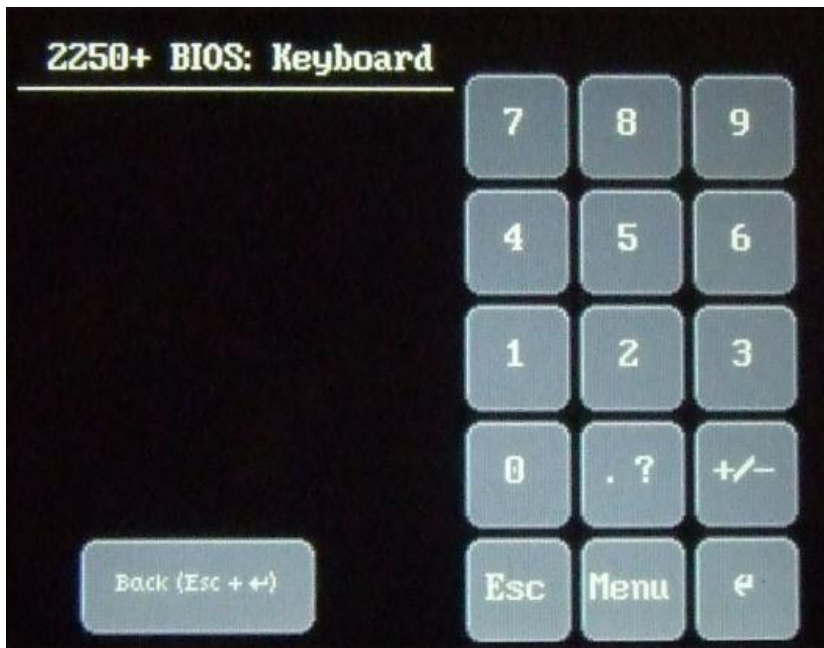 2250+ BIOS: Keyboard
7 8 9
4 5 6
1 2 3
0 . ? +/-
Back (Esc + ↵)
Esc Menu ↵